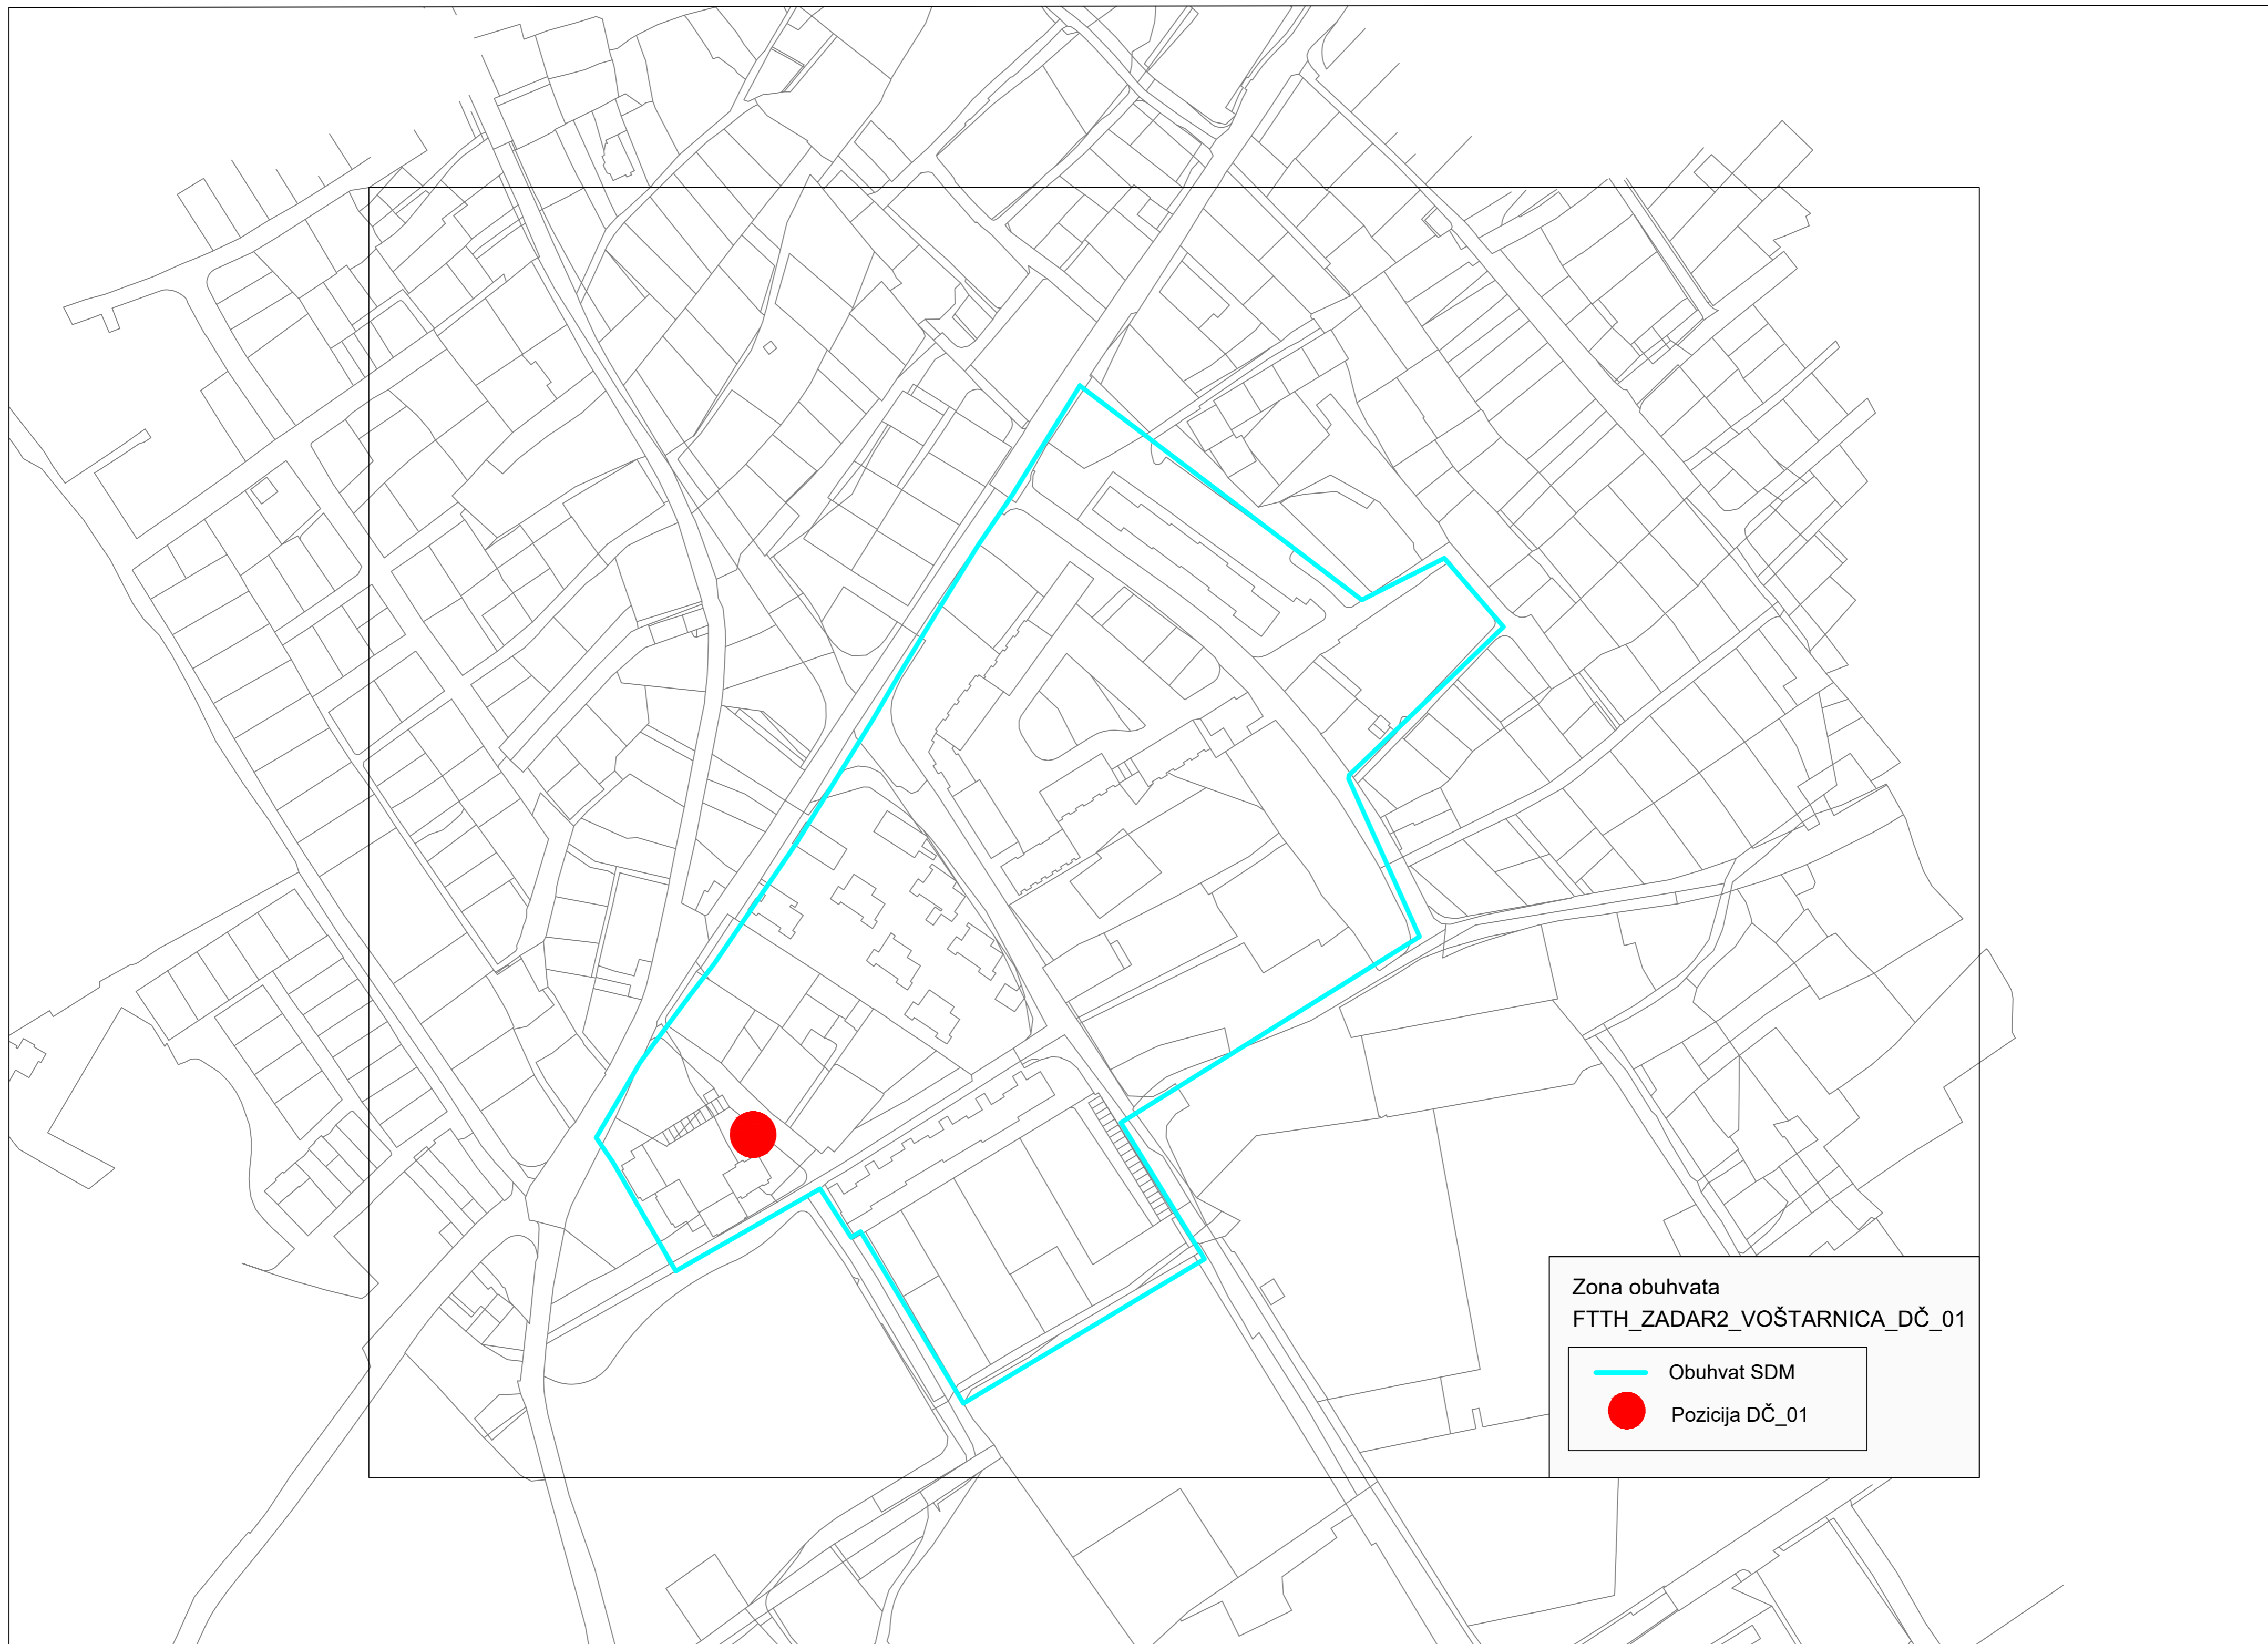 Zona obuhvata
FTTH_ZADAR2_VOŠTARNICA_DČ_01
Obuhvat SDM
Pozicija DČ_01